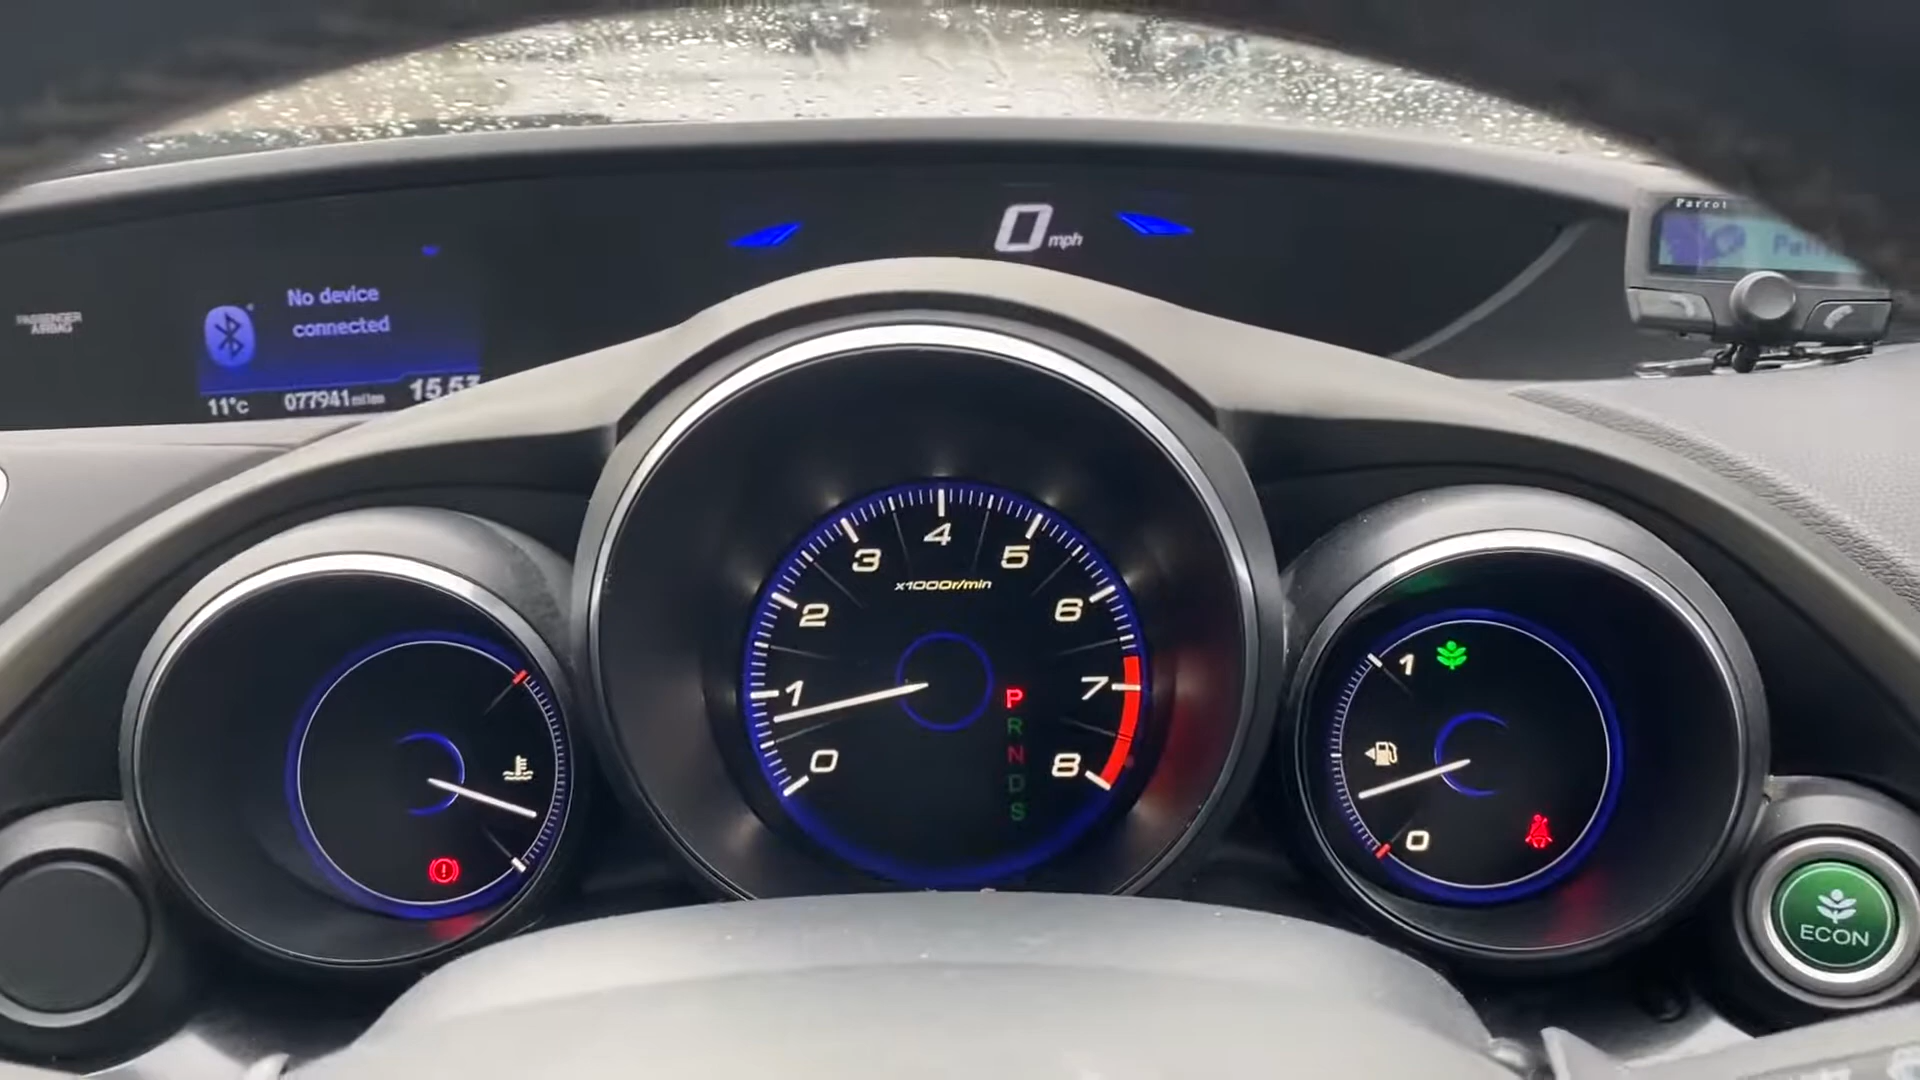 Parrot
0 mph
No device
connected
PASSENGER
AIRBAG
11°c 077941 miles 15:57
4
3
5
x1000r/min
2
6
1
7
0
8
P
R
N
D
S
1
0
ECON